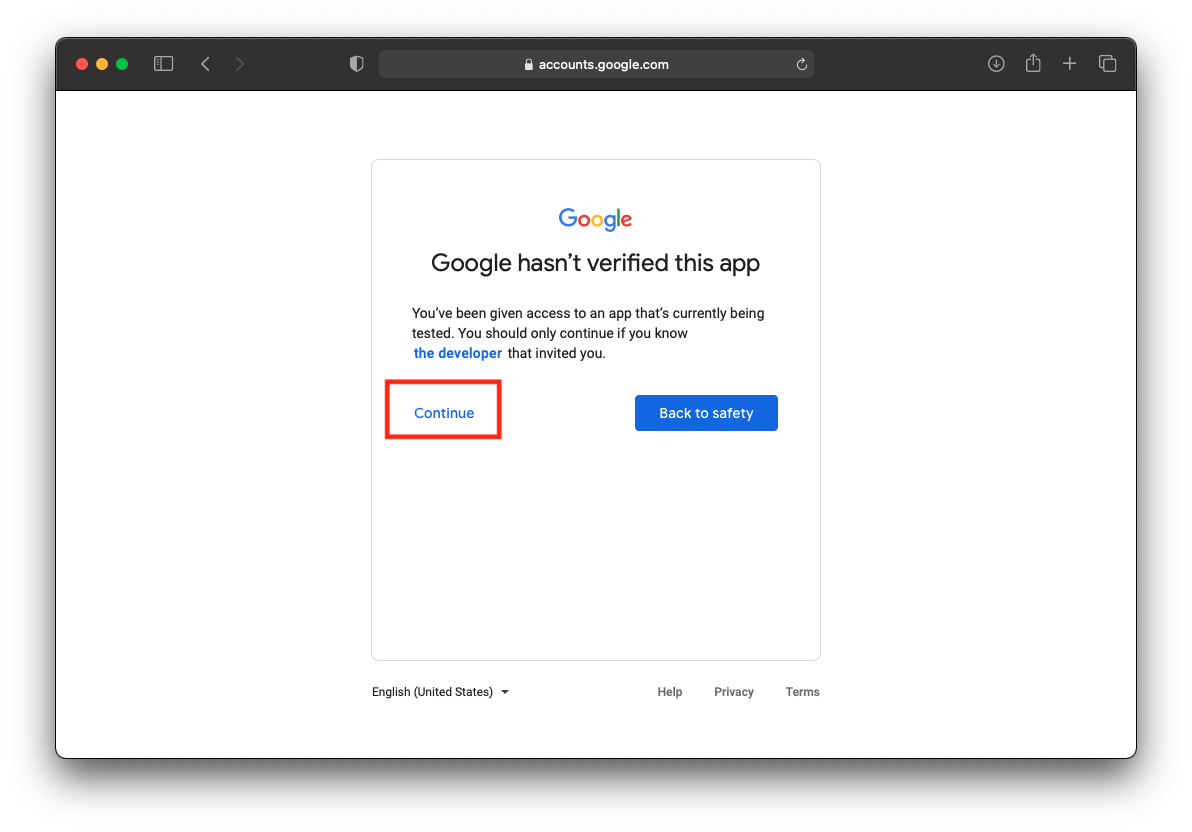 accounts.google.com
Google
Google hasn’t verified this app
You’ve been given access to an app that’s currently being
tested. You should only continue if you know
the developer that invited you.
Continue
Back to safety
English (United States)
Help
Privacy
Terms